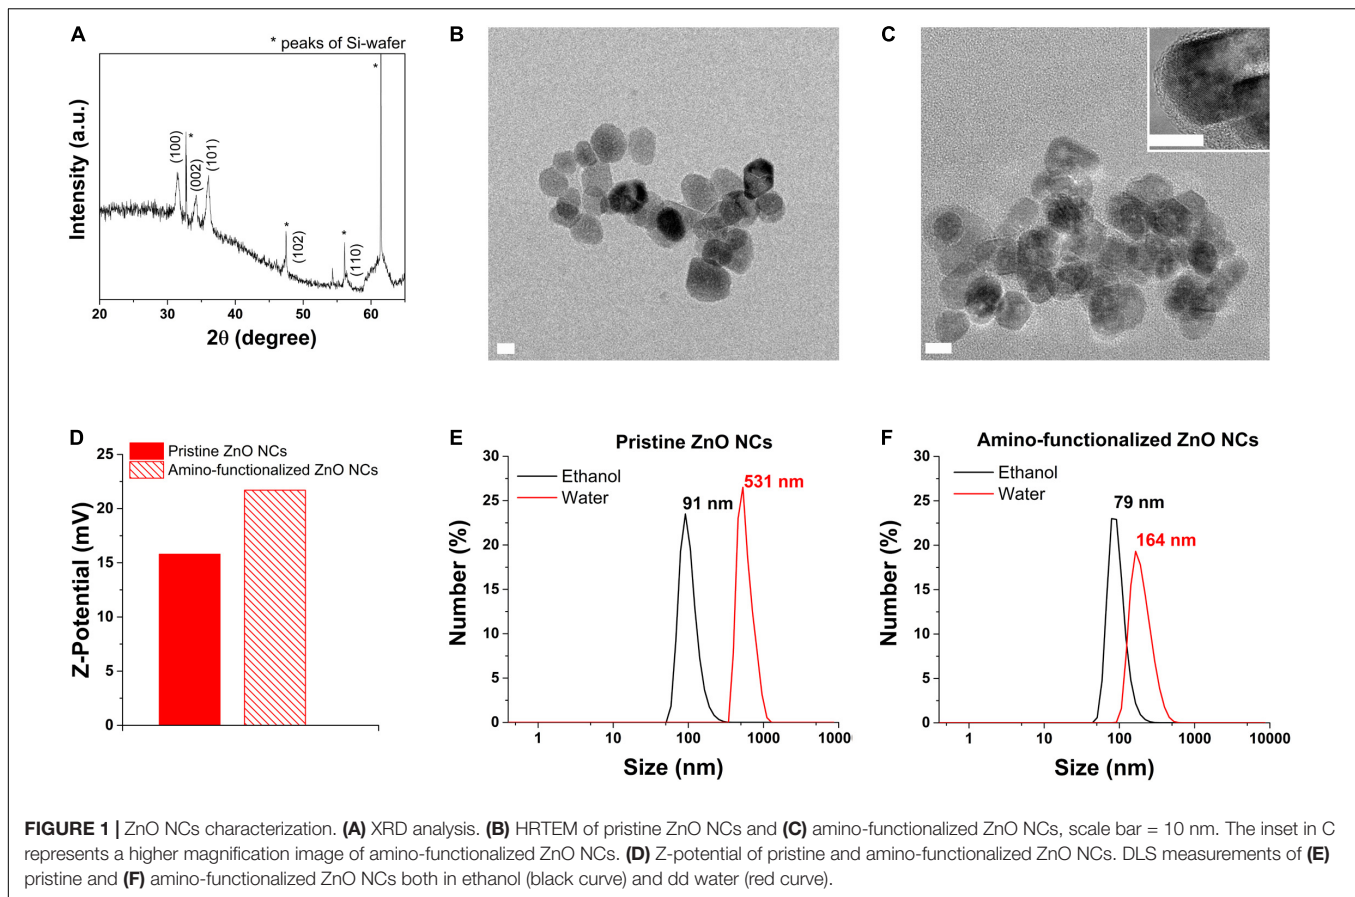 A
* peaks of Si-wafer
Intensity (a.u.)
(100)
*
(002)
(101)
*
(102)
*
(110)
*
20 30 40 50 60
2θ (degree)
B
C
D
Pristine ZnO NCs
Amino-functionalized ZnO NCs
Z-Potential (mV)
25
20
15
10
5
0
E
Pristine ZnO NCs
Ethanol
Water
91 nm
531 nm
Number (%)
30
25
20
15
10
5
0
1 10 100 1000 1000
Size (nm)
F
Amino-functionalized ZnO NCs
Ethanol
Water
79 nm
164 nm
Number (%)
30
25
20
15
10
5
0
1 10 100 1000 10000
Size (nm)
FIGURE 1 | ZnO NCs characterization. (A) XRD analysis. (B) HRTEM of pristine ZnO NCs and (C) amino-functionalized ZnO NCs, scale bar = 10 nm. The inset in C
represents a higher magnification image of amino-functionalized ZnO NCs. (D) Z-potential of pristine and amino-functionalized ZnO NCs. DLS measurements of (E)
pristine and (F) amino-functionalized ZnO NCs both in ethanol (black curve) and dd water (red curve).